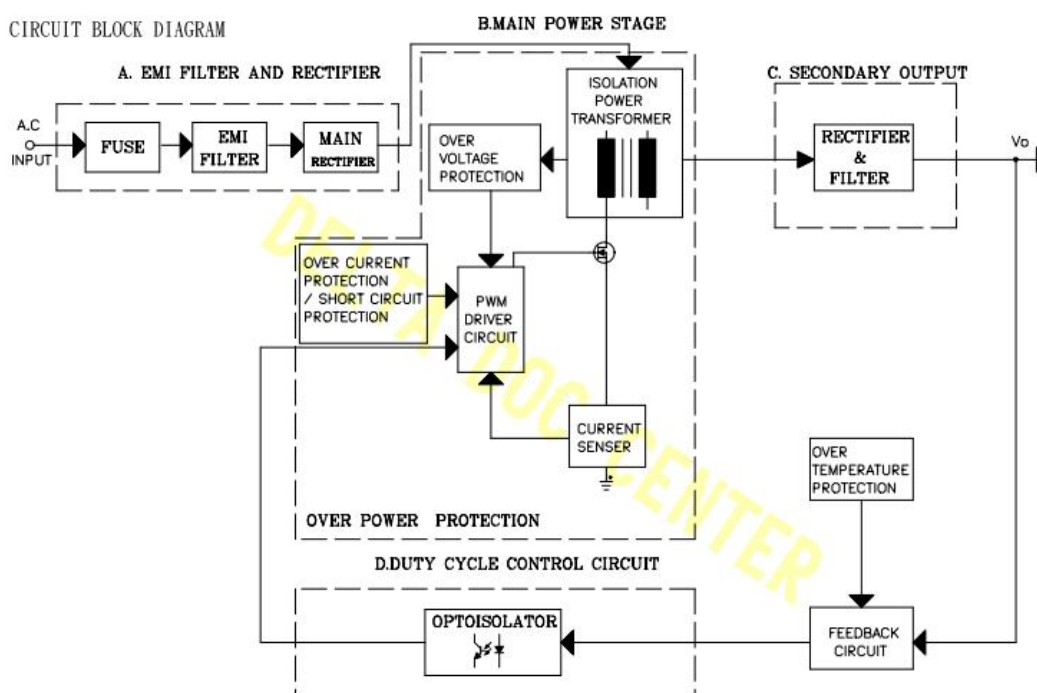 CIRCUIT BLOCK DIAGRAM
B.MAIN POWER STAGE
A. EMI FILTER AND RECTIFIER
C. SECONDARY OUTPUT
A.C
INPUT
FUSE
EMI
FILTER
MAIN
RECTIFIER
OVER
VOLTAGE
PROTECTION
ISOLATION
POWER
TRANSFORMER
RECTIFIER
&
FILTER
Vo
OVER CURRENT
PROTECTION
/ SHORT CIRCUIT
PROTECTION
PWM
DRIVER
CIRCUIT
CURRENT
SENSER
OVER
TEMPERATURE
PROTECTION
OVER POWER PROTECTION
D.DUTY CYCLE CONTROL CIRCUIT
OPTOISOLATOR
FEEDBACK
CIRCUIT
DELTA DOC CENTER